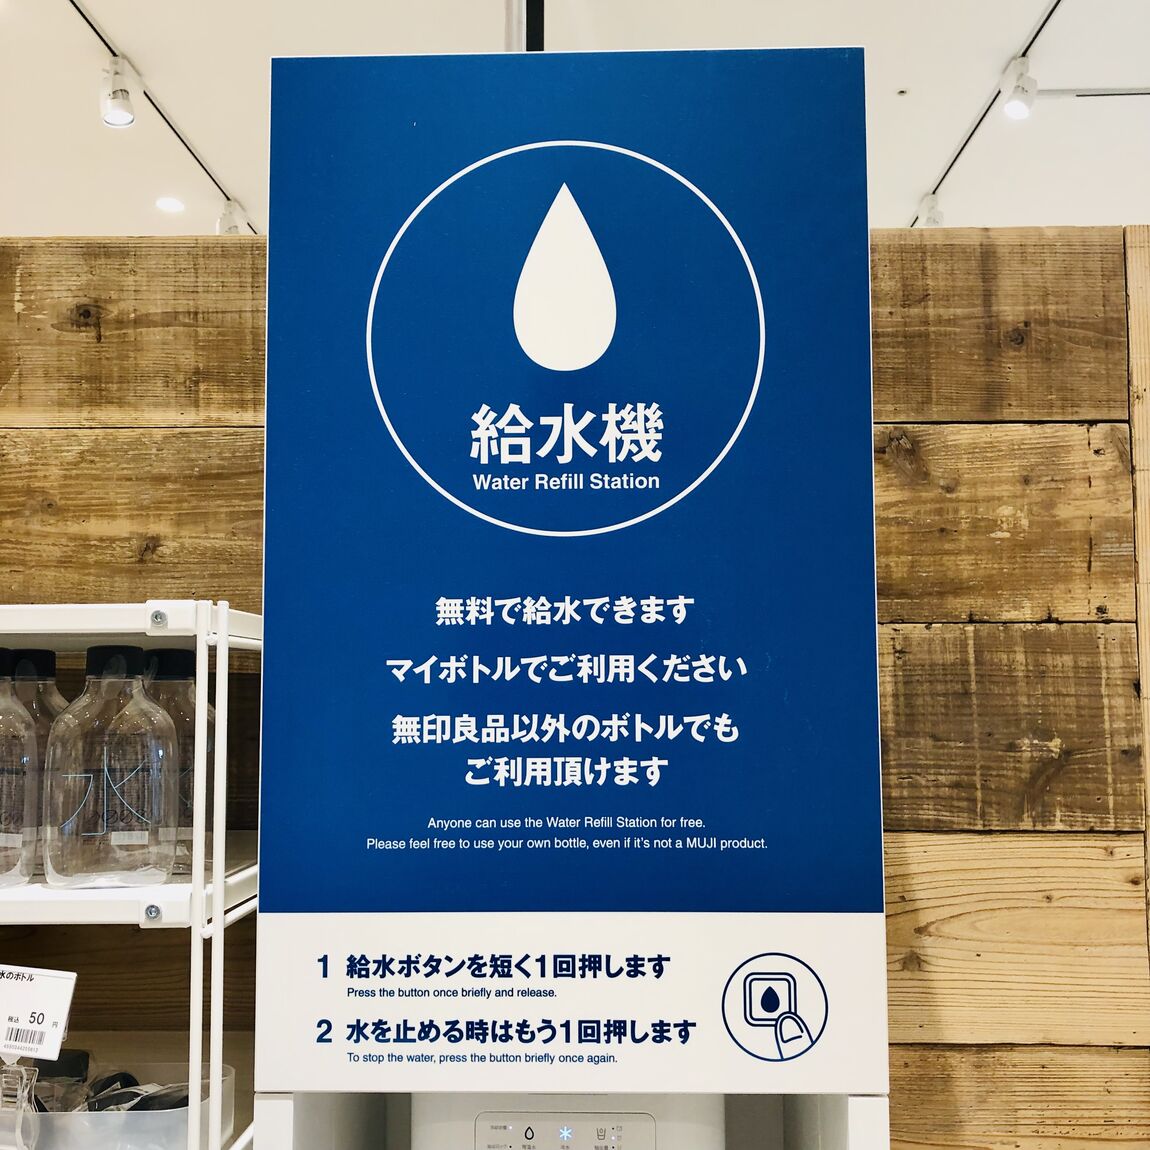 給水機
Water Refill Station
無料で給水できます
マイボトルでご利用ください
無印良品以外のボトルでも
ご利用頂けます
Anyone can use the Water Refill Station for free.
Please feel free to use your own bottle, even if it's not a MUJI product.
1 給水ボタンを短く1回押します
Press the button once briefly and release.
2 水を止める時はもう1回押します
To stop the water, press the button briefly once again.
水
水のボトル
税込 50 円